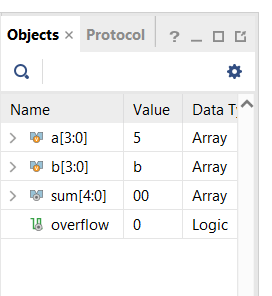 Objects × Protocol ? _ □
Name Value Data Ty
a[3:0] 5 Array
b[3:0] b Array
sum[4:0] 00 Array
overflow 0 Logic